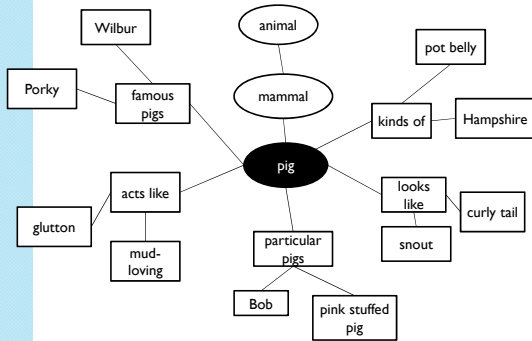 Wilbur
animal
pot belly
Porky
famous
pigs
mammal
kinds of
Hampshire
pig
acts like
looks
like
glutton
curly tail
mud-
loving
particular
pigs
snout
Bob
pink stuffed
pig